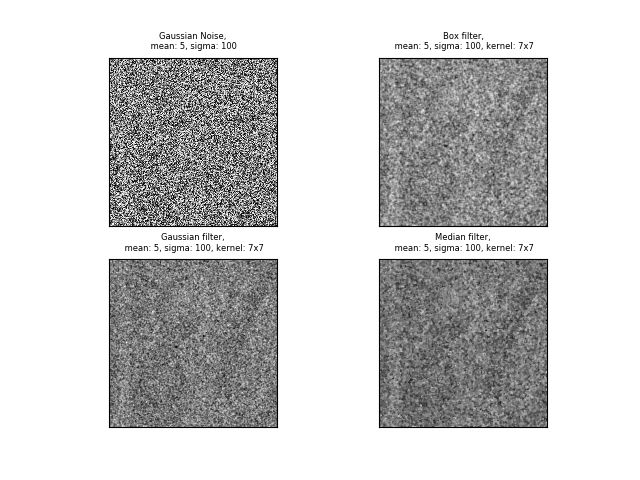 Gaussian Noise,
mean: 5, sigma: 100
Box filter,
mean: 5, sigma: 100, kernel: 7x7
Gaussian filter,
mean: 5, sigma: 100, kernel: 7x7
Median filter,
mean: 5, sigma: 100, kernel: 7x7